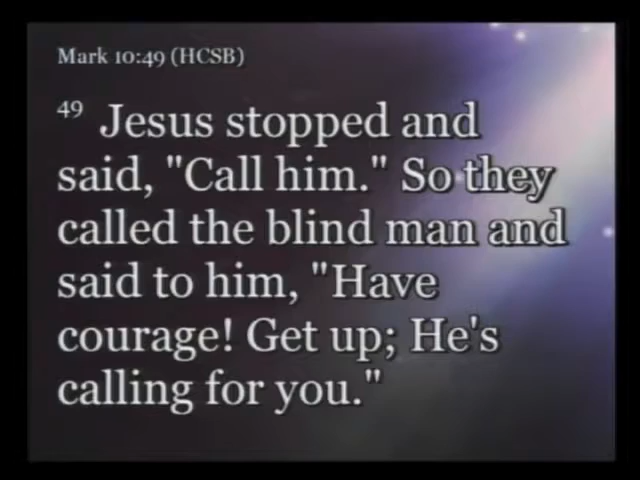 Mark 10:49 (HCSB)
49 Jesus stopped and
said, "Call him." So they
called the blind man and
said to him, "Have
courage! Get up; He's
calling for you."